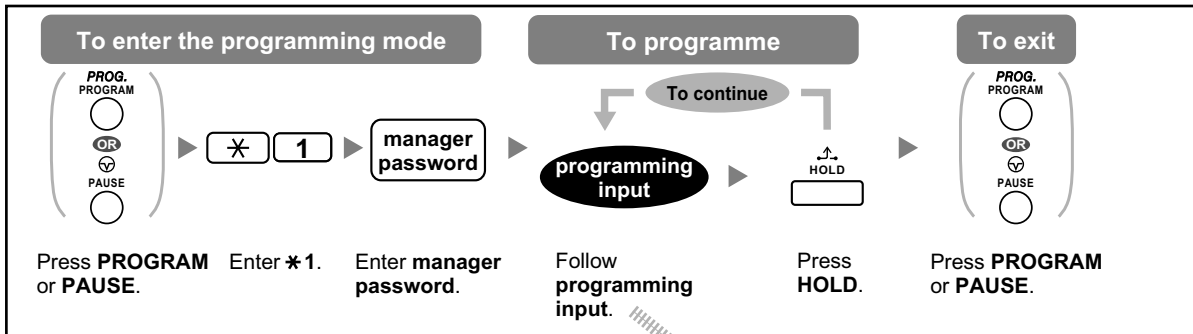 To enter the programming mode
To programme
To exit
PROG.
PROGRAM
OR
PAUSE
✱ 1
manager
password
To continue
programming
input
HOLD
PROG.
PROGRAM
OR
PAUSE
Press PROGRAM
or PAUSE.
Enter ✱1.
Enter manager
password.
Follow
programming
input.
Press
HOLD.
Press PROGRAM
or PAUSE.